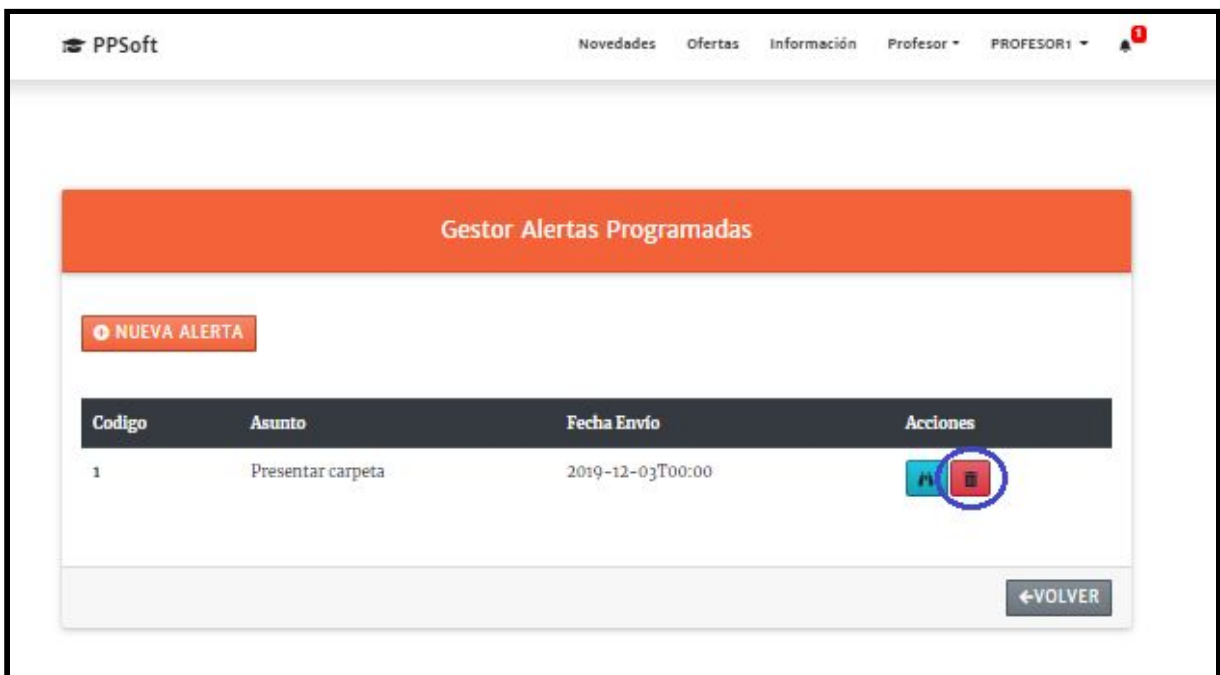 PPSoft Novedades Ofertas Información Profesor PROFESOR1 1
Gestor Alertas Programadas
NUEVA ALERTA
Codigo Asunto Fecha Envío Acciones
1 Presentar carpeta 2019-12-03T00:00
VOLVER